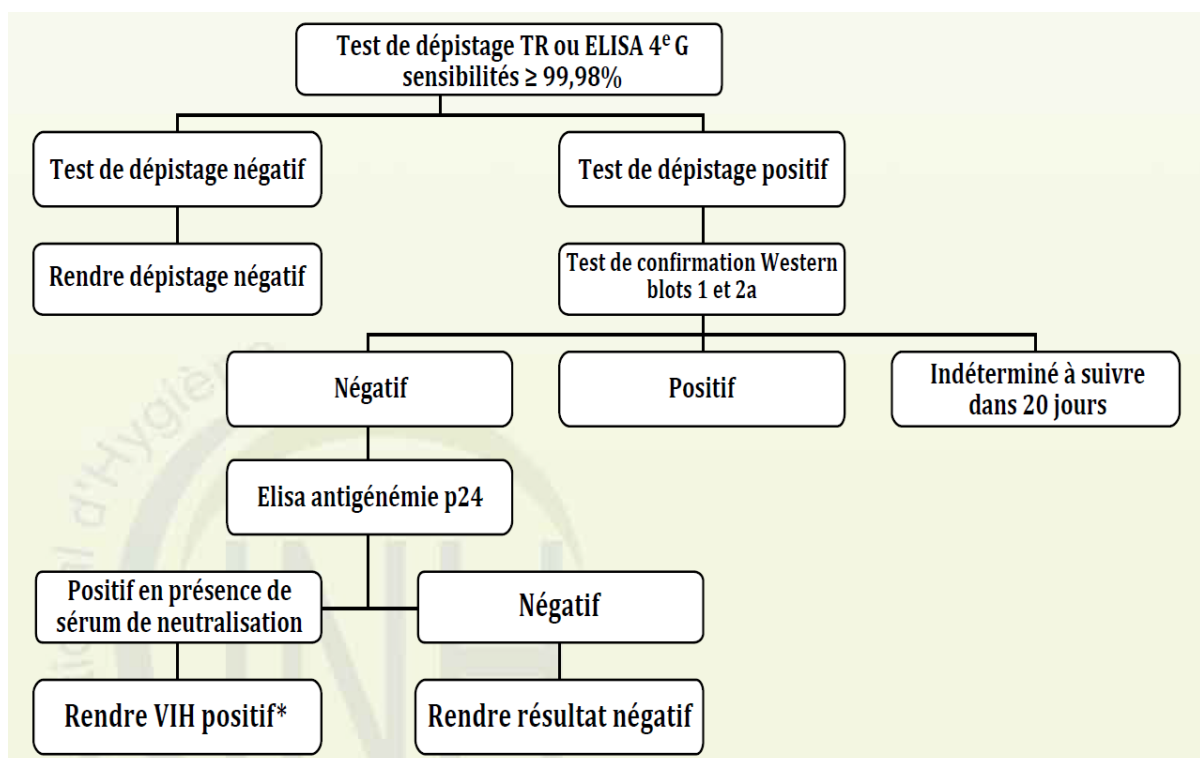 Test de dépistage TR ou ELISA 4e G
sensibilités ≥ 99,98%
Test de dépistage négatif
Test de dépistage positif
Rendre dépistage négatif
Test de confirmation Western
blots 1 et 2a
Négatif
Positif
Indéterminé à suivre
dans 20 jours
Elisa antigénémie p24
Positif en présence de
sérum de neutralisation
Négatif
Rendre VIH positif*
Rendre résultat négatif
d'Hygiène
INH